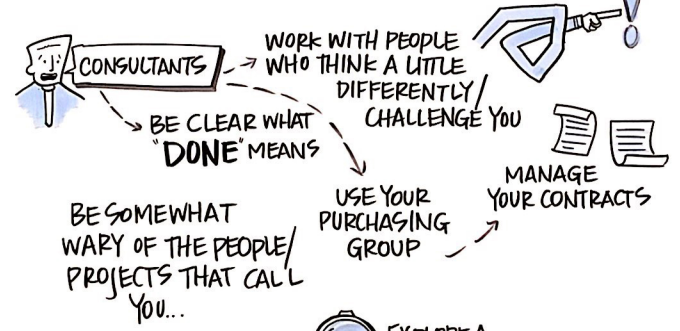 CONSULTANTS
WORK WITH PEOPLE
WHO THINK A LITTLE
DIFFERENTLY/
CHALLENGE YOU
BE CLEAR WHAT
"DONE" MEANS
USE YOUR
PURCHASING
GROUP
MANAGE
YOUR CONTRACTS
BE SOMEWHAT
WARY OF THE PEOPLE/
PROJECTS THAT CALL
YOU...